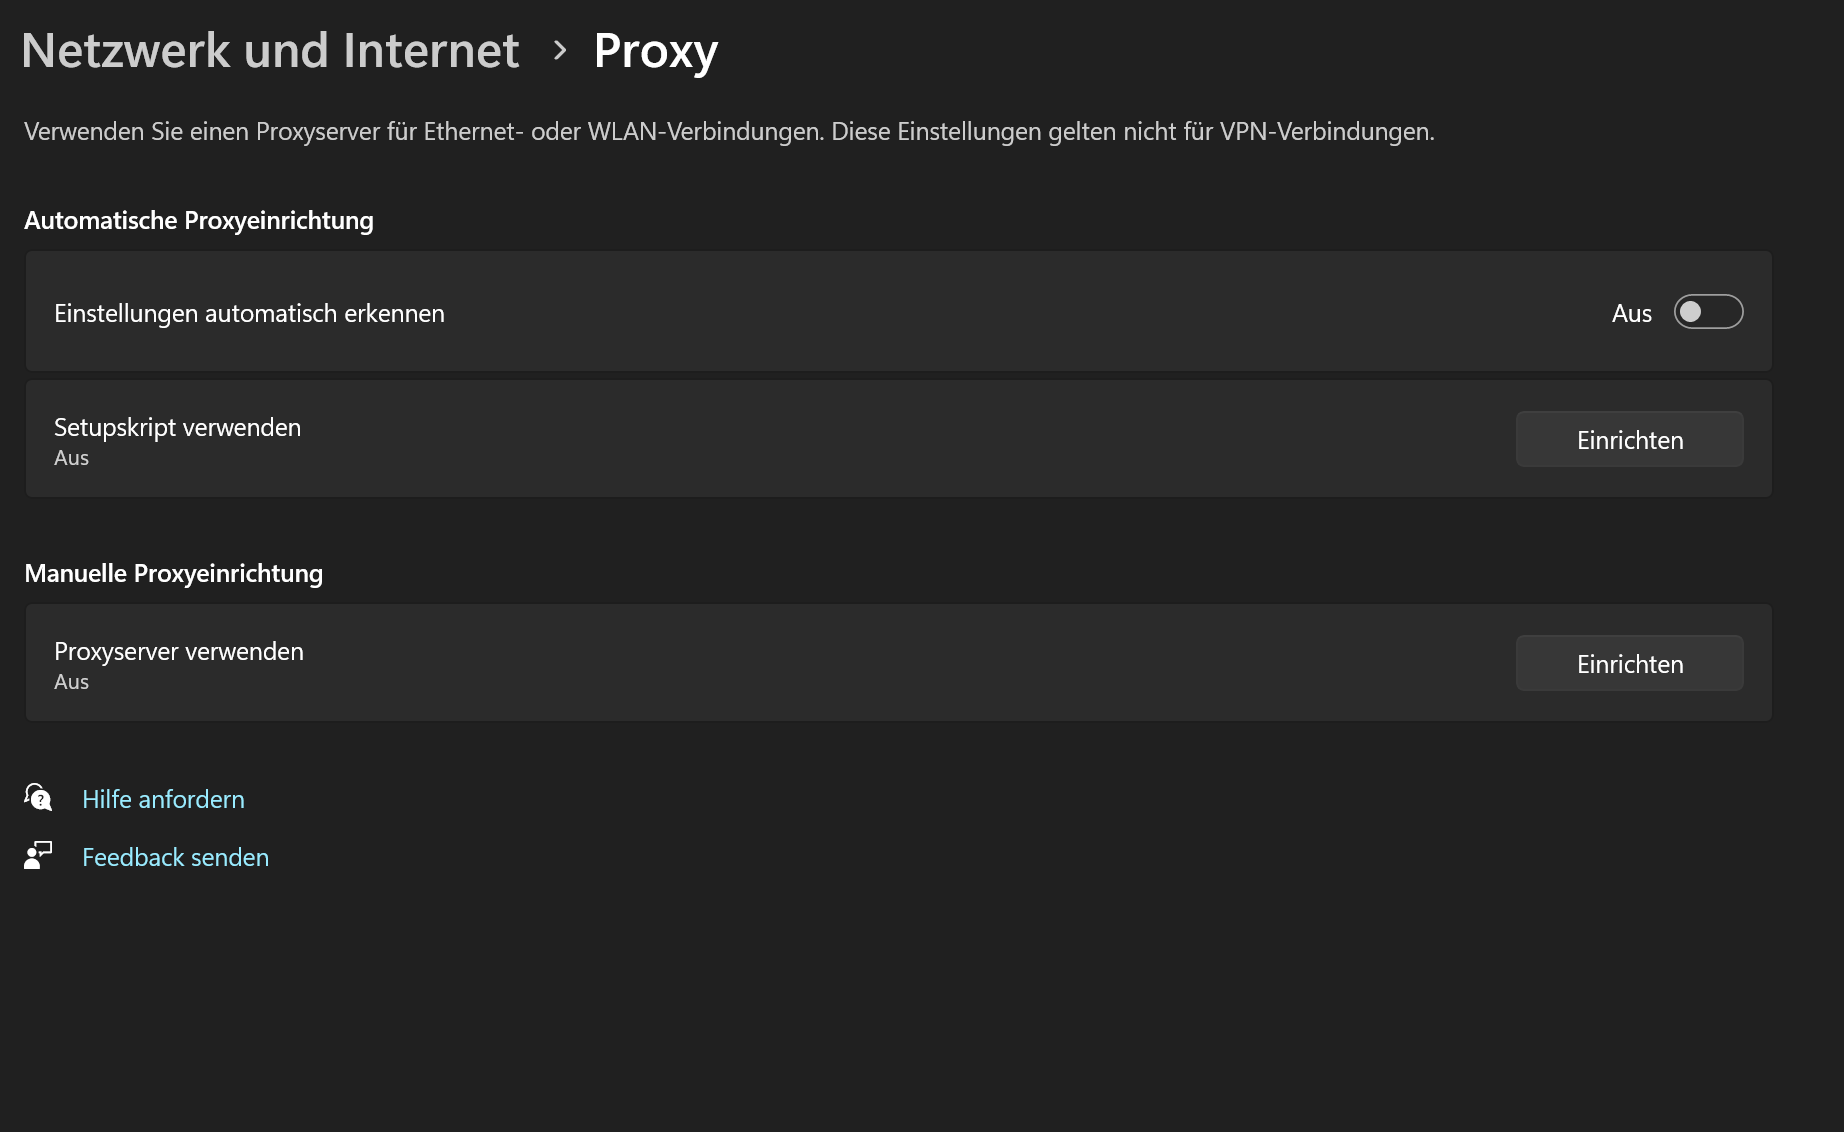 Netzwerk und Internet > Proxy
Verwenden Sie einen Proxyserver für Ethernet- oder WLAN-Verbindungen. Diese Einstellungen gelten nicht für VPN-Verbindungen.
Automatische Proxyeinrichtung
Einstellungen automatisch erkennen Aus
Setupskript verwenden
Aus
Einrichten
Manuelle Proxyeinrichtung
Proxyserver verwenden
Aus
Einrichten
Hilfe anfordern
Feedback senden